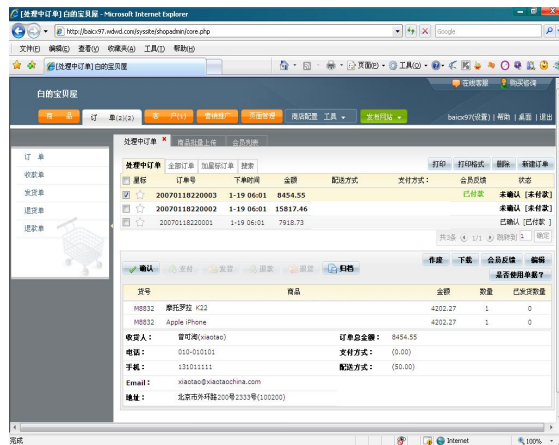 [处理中订单] 白的宝贝屋 - Microsoft Internet Explorer
http://baicx97.wdwd.com/syssite/shopadmin/core.php
Google
文件(F) 编辑(E) 查看(V) 收藏夹(A) 工具(T) 帮助(H)
[处理中订单] 白的宝贝屋
页面(P) 工具(O)
在线客服 购买咨询
白的宝贝屋
商 品 订 单(2)(2) 客 户(1) 营销推广 页面管理 商店配置 工具 发布网站
baicx97(设置) | 帮助 | 桌面 | 退出
处理中订单 商品批量上传 会员列表
订 单
收款单
发货单
退货单
退款单
处理中订单 全部订单 加星标订单 搜索
打印 打印格式 删除 新建订单
星标 订单号 下单时间 金额 配送方式 支付方式: 会员反馈 状态
20070118220003 1-19 06:01 8454.55 已付款 未确认 [未付款]
20070118220002 1-19 06:01 15817.46 未确认 [未付款]
20070118220001 1-19 06:01 7918.73 已确认 [已付款]
共3条 1/1 跳转到 1 确定
确认 支付 发货 退款 退货 归档
作废 下载 会员反馈 编辑
是否使用单据?
货号 商品 金额 数量 已发货数量
M8832 摩托罗拉 K22 4202.27 1 0
M8832 Apple iPhone 4202.27 1 0
收货人: 曾可涛(xiaotao) 订单总金额: 8454.55
电话: 010-010101 支付方式: (0.00)
手机: 131011111 配送方式: (50.00)
Email: xiaotao@xiaotaochina.com
地址: 北京市外环路200号2333号(100200)
完成
Internet
100%